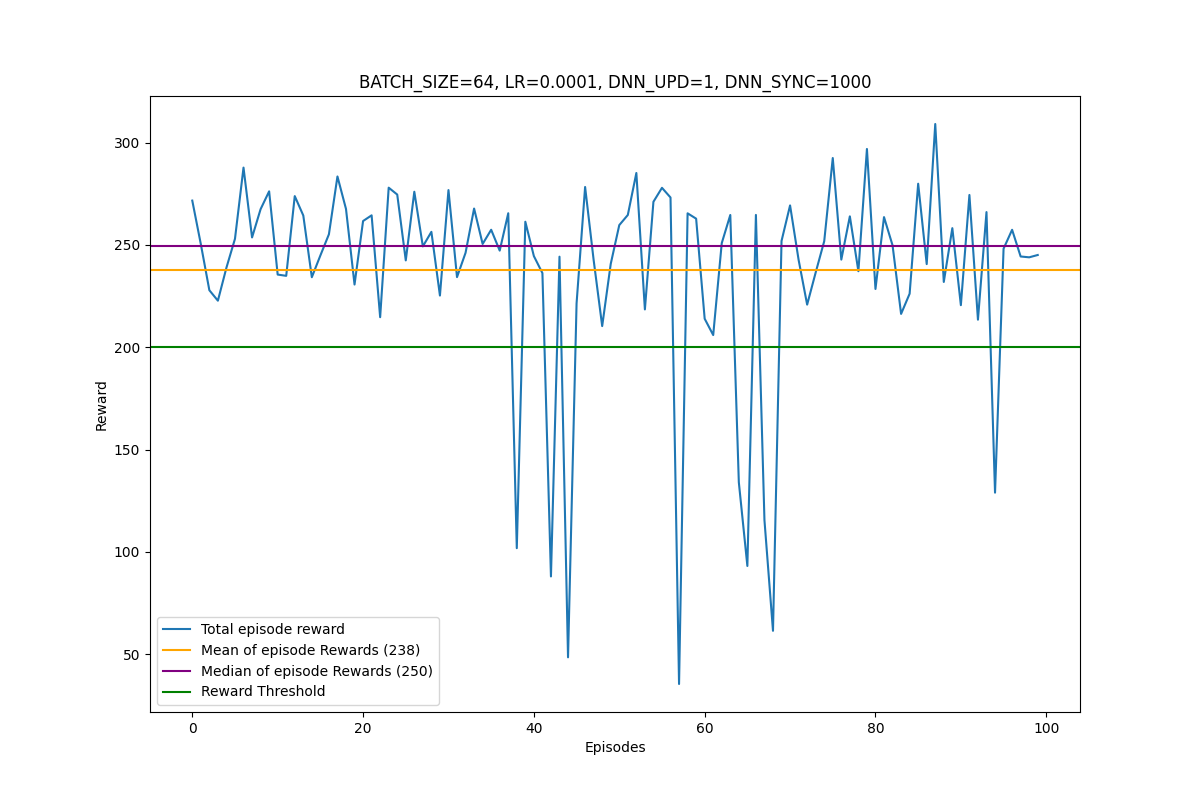 BATCH_SIZE=64, LR=0.0001, DNN_UPD=1, DNN_SYNC=1000
300
250
200
150
100
50
Reward
Total episode reward
Mean of episode Rewards (238)
Median of episode Rewards (250)
Reward Threshold
0 20 40 60 80 100
Episodes